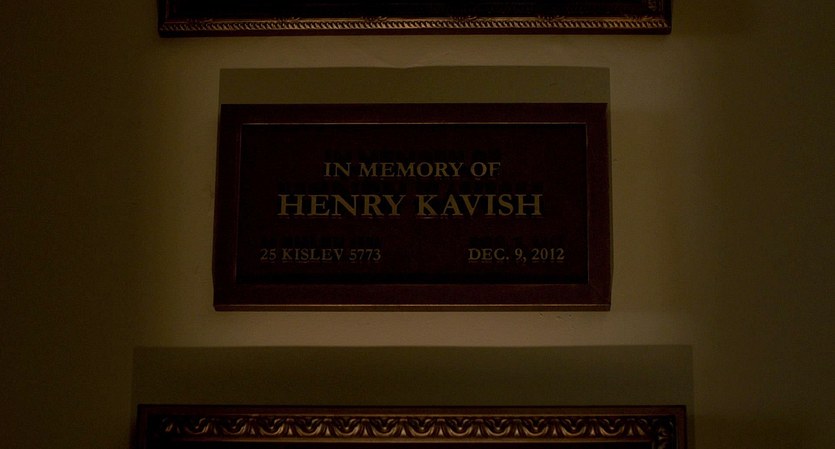 IN MEMORY OF
HENRY KAVISH
25 KISLEV 5773 DEC. 9, 2012